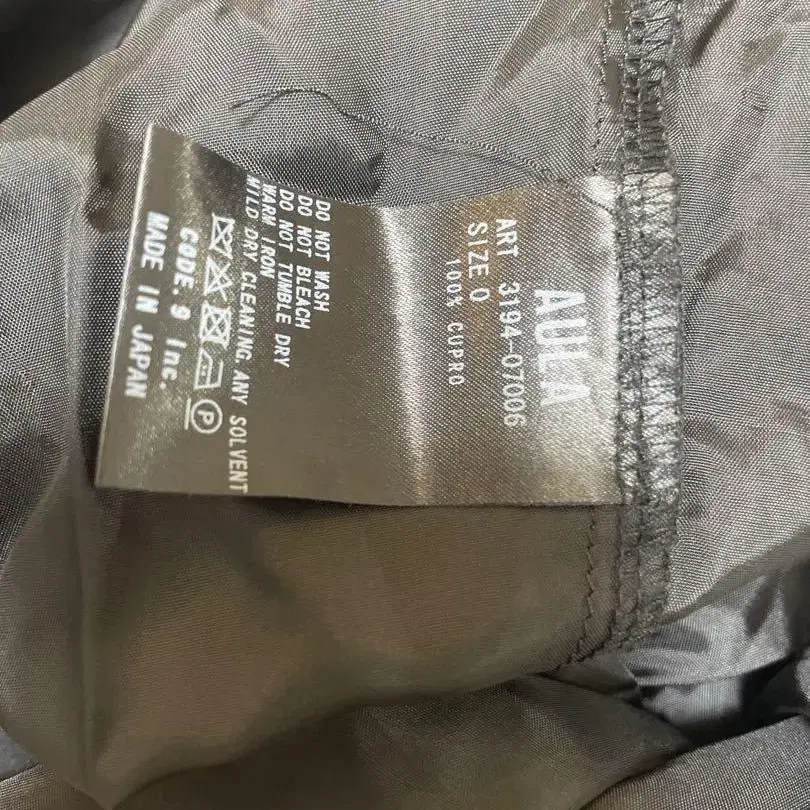 AULA
ART 3194-07006
SIZE 0
100% CUPRO
DO NOT WASH
DO NOT BLEACH
DO NOT TUMBLE DRY
WARM IRON
MILD DRY CLEANING, ANY SOLVENT
P
CODE.9 Inc.
MADE IN JAPAN